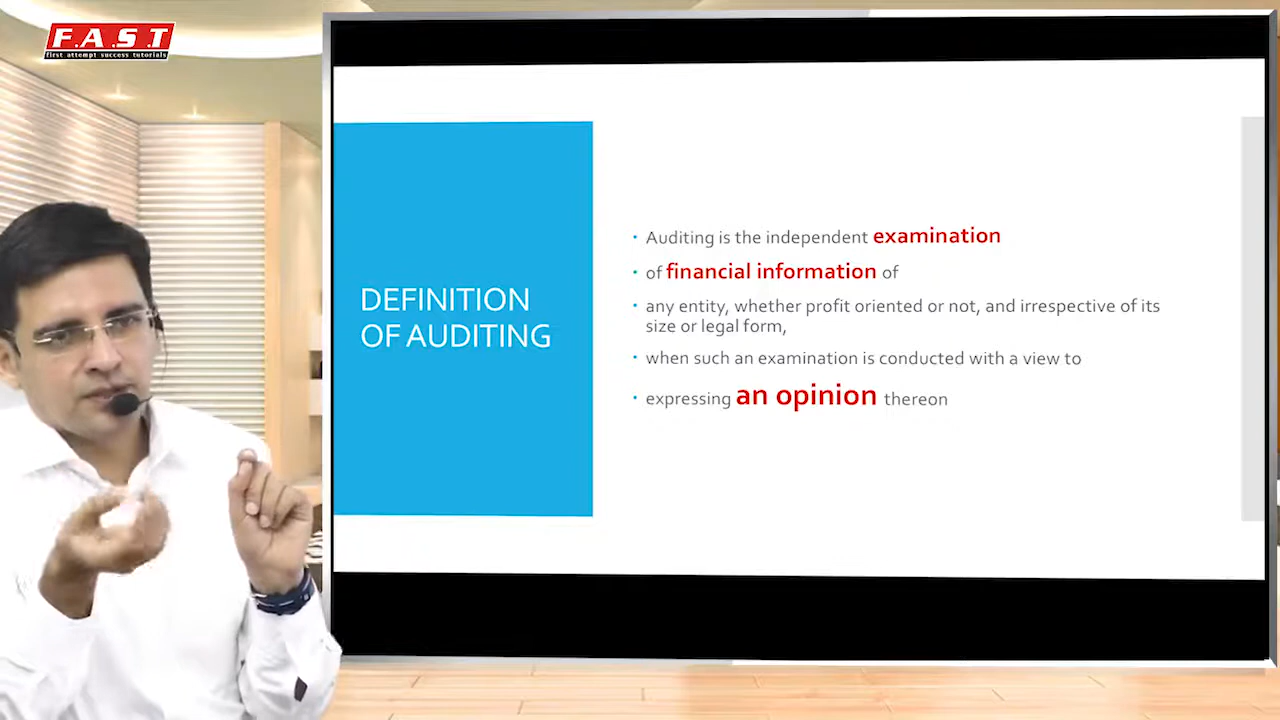 F.A.S.T
first attempt success tutorials
DEFINITION
OF AUDITING
• Auditing is the independent examination
• of financial information of
• any entity, whether profit oriented or not, and irrespective of its
size or legal form,
• when such an examination is conducted with a view to
• expressing an opinion thereon